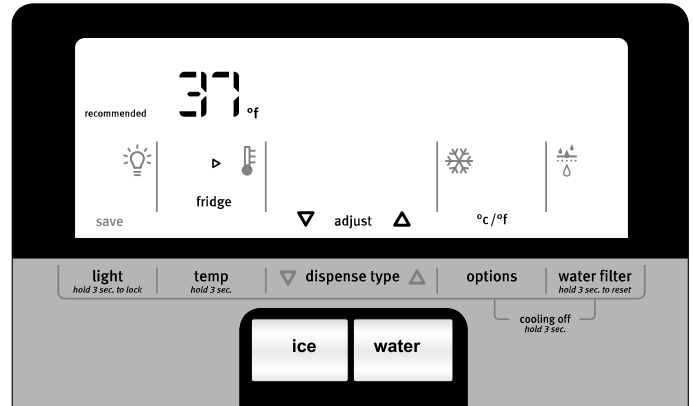 37 °f
recommended
fridge
save
adjust
°c/°f
light
hold 3 sec. to lock
temp
hold 3 sec.
dispense type
options
water filter
hold 3 sec. to reset
cooling off
hold 3 sec.
ice
water